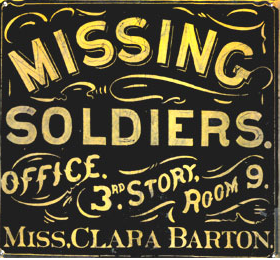 MISSING
SOLDIERS.
OFFICE.
3RD. STORY.
ROOM 9.
MISS. CLARA BARTON.